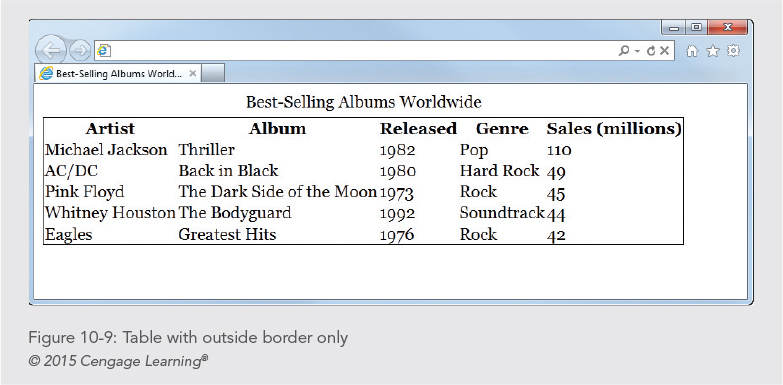 Best-Selling Albums World...
Best-Selling Albums Worldwide
Artist Album Released Genre Sales (millions)
Michael Jackson Thriller 1982 Pop 110
AC/DC Back in Black 1980 Hard Rock 49
Pink Floyd The Dark Side of the Moon 1973 Rock 45
Whitney Houston The Bodyguard 1992 Soundtrack 44
Eagles Greatest Hits 1976 Rock 42
Figure 10-9: Table with outside border only
© 2015 Cengage Learning®